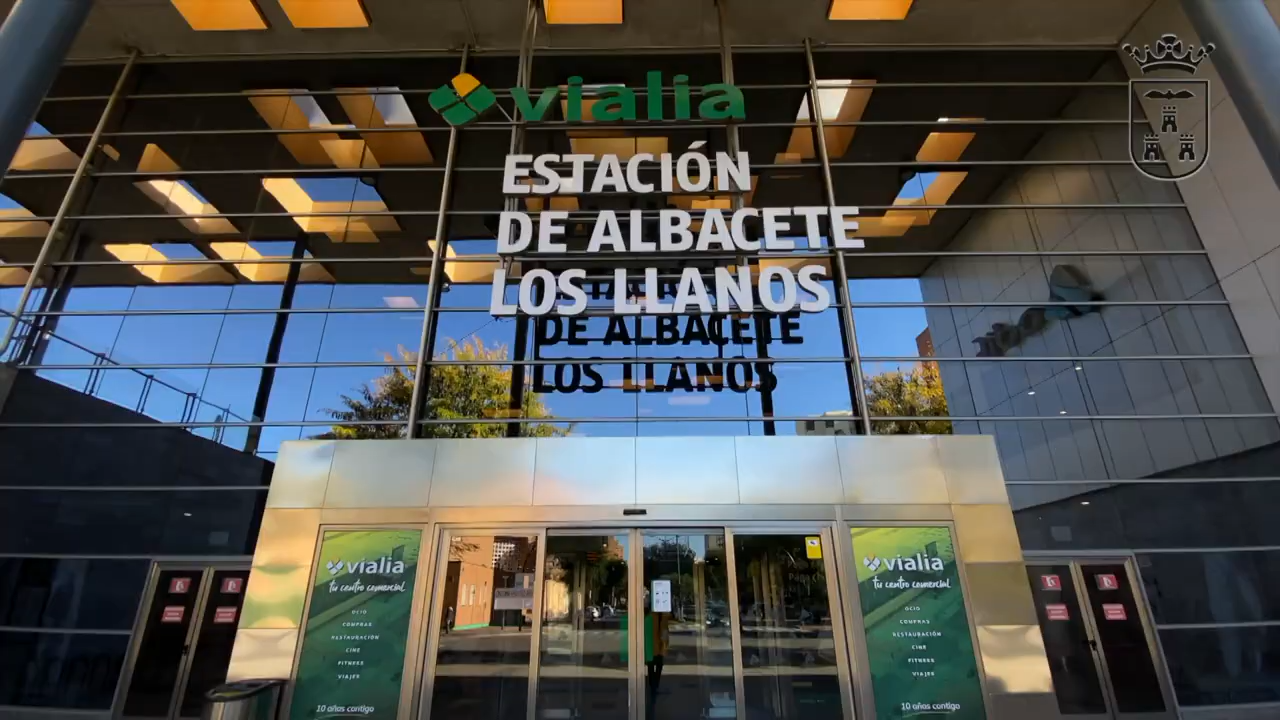 vialia
ESTACIÓN
DE ALBACETE
LOS LLANOS
DE ALBACETE
LOS LLANOS
vialia
tu centro comercial
OCIO
COMPRAS
RESTAURACIÓN
CINE
FITNESS
VIAJES
10 años contigo
vialia
tu centro comercial
OCIO
COMPRAS
RESTAURACIÓN
CINE
FITNESS
VIAJES
10 años contigo